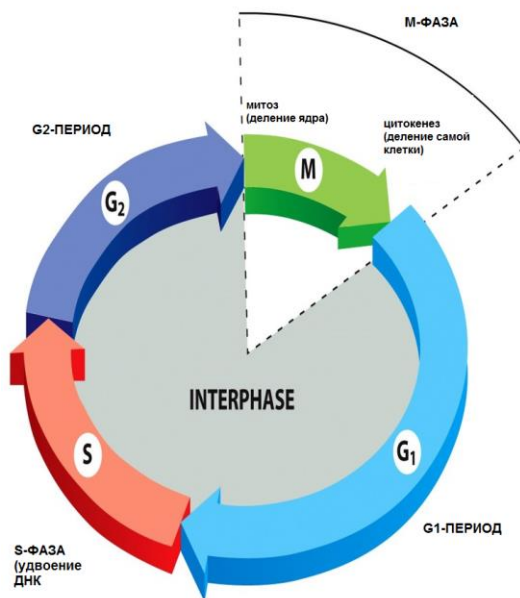 М-ФАЗА
митоз
(деление ядра)
цитокенез
(деление самой
клетки)
G2-ПЕРИОД
M
G2
INTERPHASE
S
G1
G1-ПЕРИОД
S-ФАЗА
(удвоение
ДНК